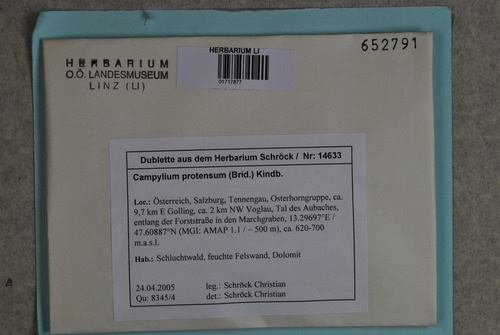 HERBARIUM
O.Ö. LANDESMUSEUM
LINZ (LI)
HERBARIUM LI
01717877
652791
Dublette aus dem Herbarium Schröck / Nr: 14633
Campylium protensum (Brid.) Kindb.
Loc.: Österreich, Salzburg, Tennengau, Osterhorngruppe, ca.
9,7 km E Golling, ca. 2 km NW Voglau, Tal des Aubaches,
entlang der Forststraße in den Marchgraben, 13.29697°E /
47.60887°N (MGI: AMAP 1.1 / ~ 500 m), ca. 620-700
m.a.s.l.
Hab.: Schluchtwald, feuchte Felswand, Dolomit
24.04.2005 leg.: Schröck Christian
Qu: 8345/4 det.: Schröck Christian